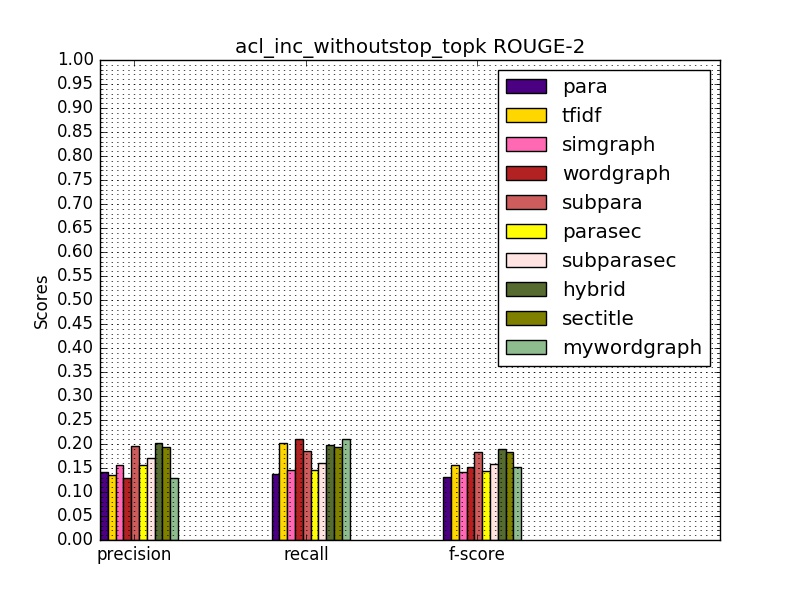 acl_inc_withoutstop_topk ROUGE-2
1.00
0.95
0.90
0.85
0.80
0.75
0.70
0.65
0.60
0.55
0.50
0.45
0.40
0.35
0.30
0.25
0.20
0.15
0.10
0.05
0.00
Scores
para
tfidf
simgraph
wordgraph
subpara
parasec
subparasec
hybrid
sectitle
mywordgraph
precision recall f-score